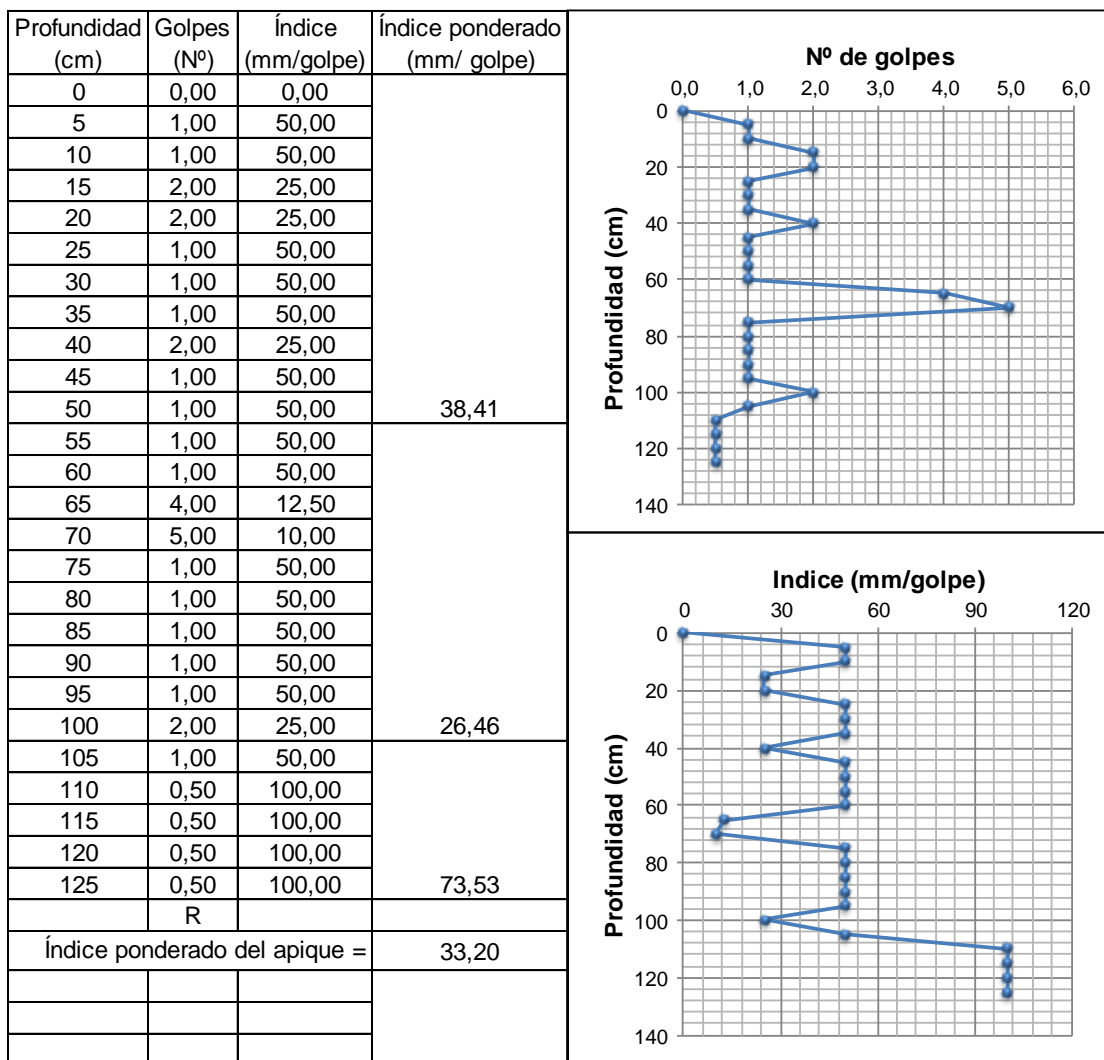 Profundidad Golpes Índice Índice ponderado
(cm) (Nº) (mm/golpe) (mm/ golpe)
0 0,00 0,00
5 1,00 50,00
10 1,00 50,00
15 2,00 25,00
20 2,00 25,00
25 1,00 50,00
30 1,00 50,00
35 1,00 50,00
40 2,00 25,00
45 1,00 50,00
50 1,00 50,00 38,41
55 1,00 50,00
60 1,00 50,00
65 4,00 12,50
70 5,00 10,00
75 1,00 50,00
80 1,00 50,00
85 1,00 50,00
90 1,00 50,00
95 1,00 50,00
100 2,00 25,00 26,46
105 1,00 50,00
110 0,50 100,00
115 0,50 100,00
120 0,50 100,00
125 0,50 100,00 73,53
R
Índice ponderado del apique = 33,20
Nº de golpes
0,0 1,0 2,0 3,0 4,0 5,0 6,0
0
20
40
60
80
100
120
140
Profundidad (cm)
Indice (mm/golpe)
0 30 60 90 120
0
20
40
60
80
100
120
140
Profundidad (cm)